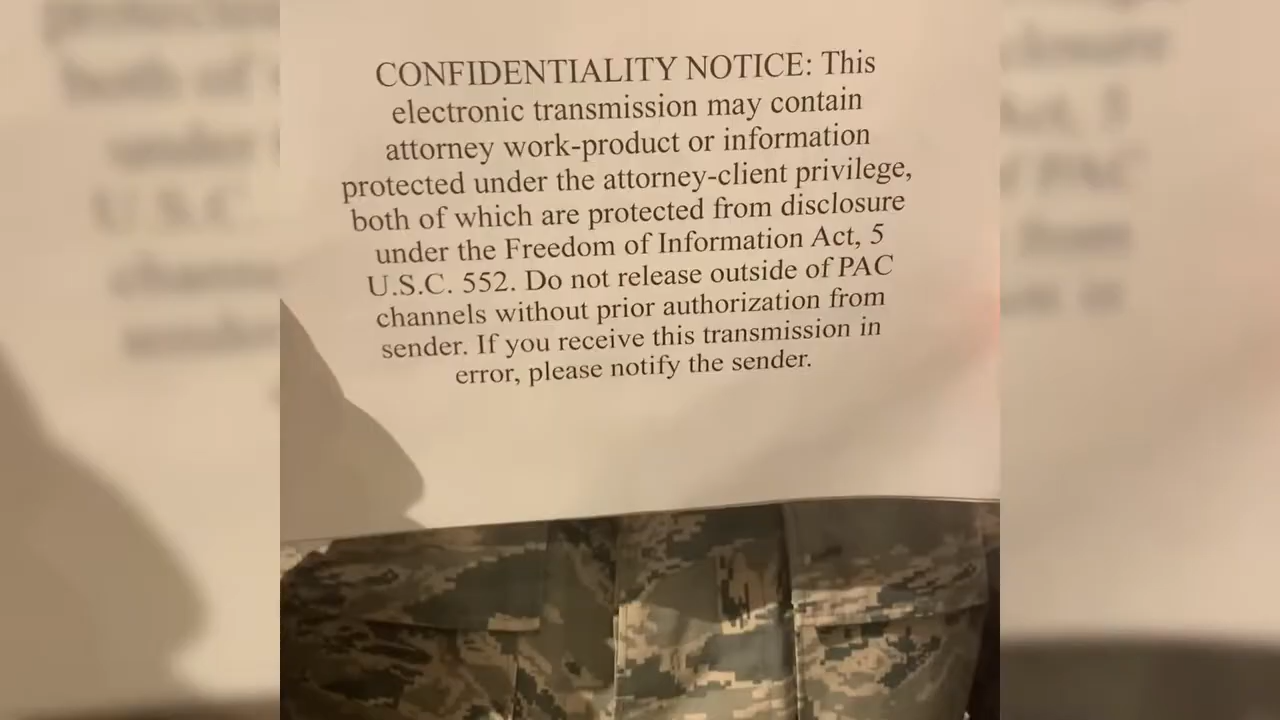 CONFIDENTIALITY NOTICE: This
electronic transmission may contain
attorney work-product or information
protected under the attorney-client privilege,
both of which are protected from disclosure
under the Freedom of Information Act, 5
U.S.C. 552. Do not release outside of PAC
channels without prior authorization from
sender. If you receive this transmission in
error, please notify the sender.